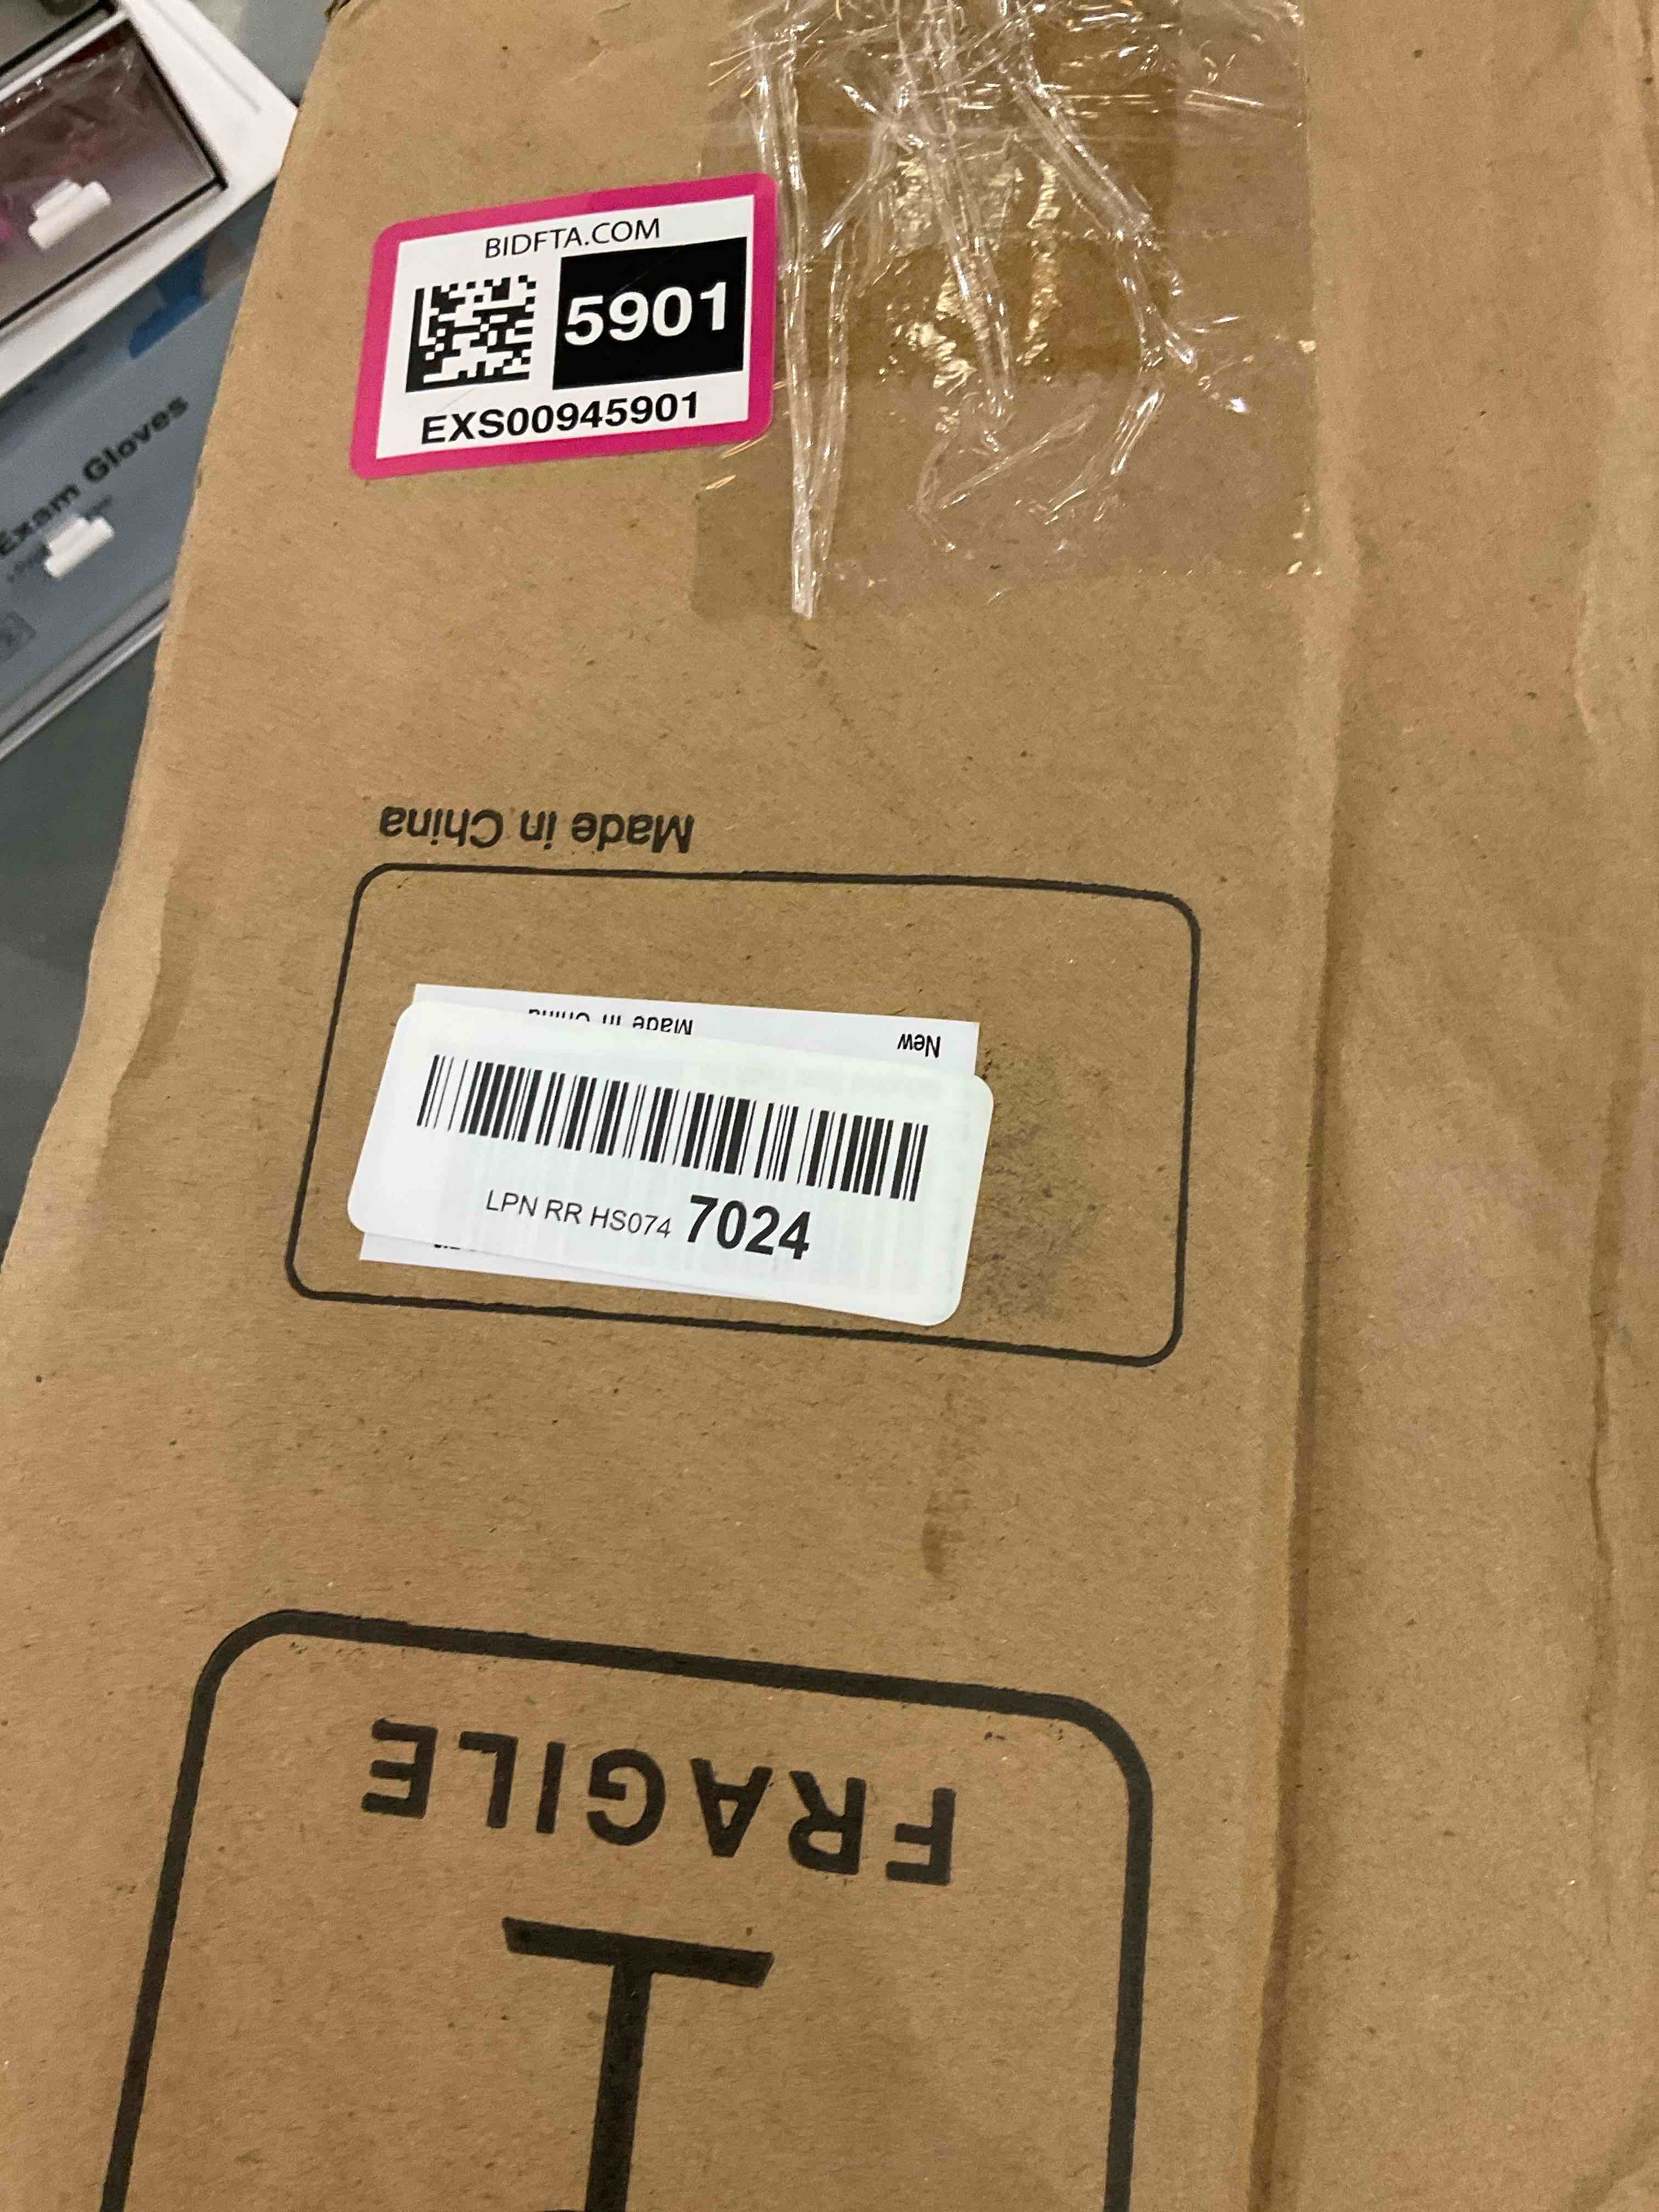 BIDFTA.COM
5901
EXS00945901
Exam Gloves
Made in China
Made in China
New
LPN RR HS074 7024
FRAGILE